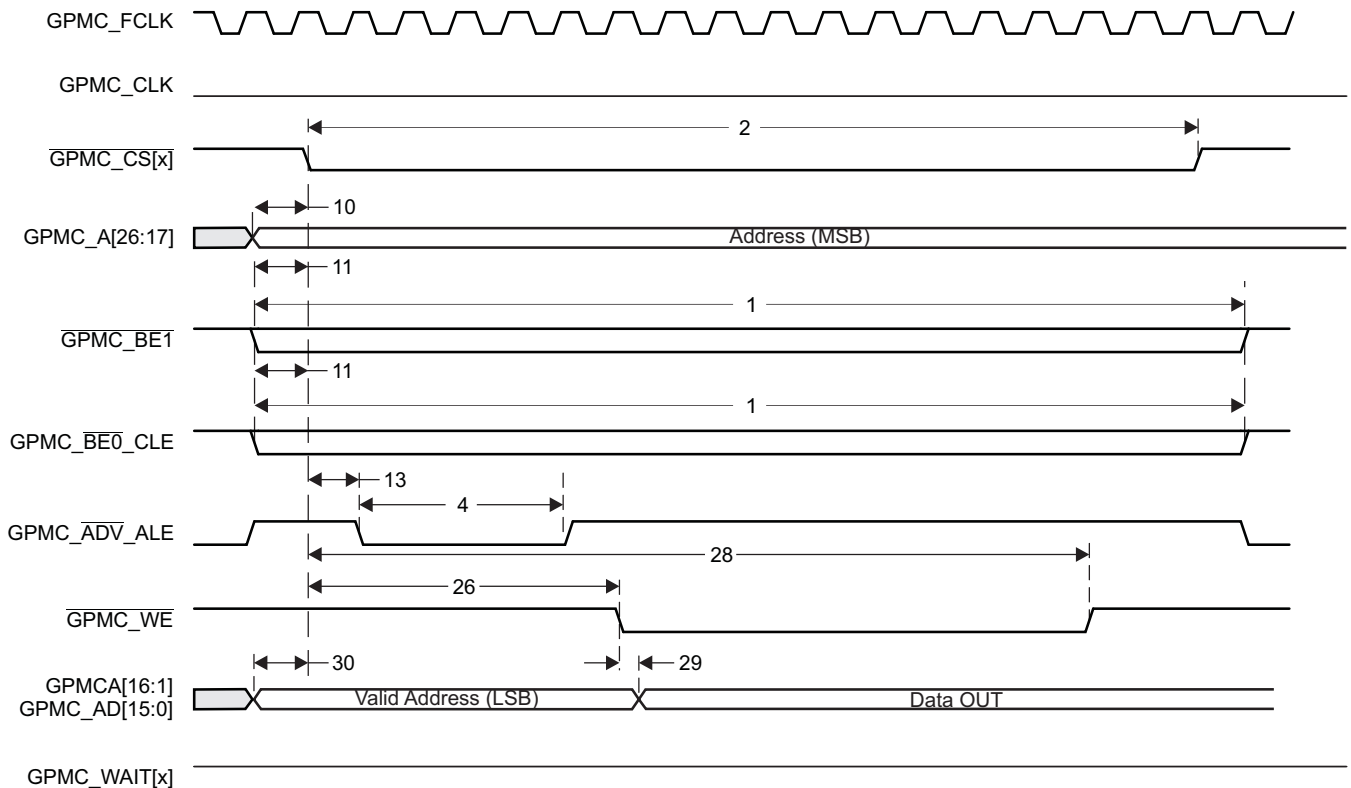 GPMC_FCLK
GPMC_CLK
2
GPMC_CS[x]
10
GPMC_A[26:17] Address (MSB)
11
1
GPMC_BE1
11
1
GPMC_BE0_CLE
13
4
GPMC_ADV_ALE
28
26
GPMC_WE
30 29
GPMCA[16:1]
GPMC_AD[15:0] Valid Address (LSB) Data OUT
GPMC_WAIT[x]